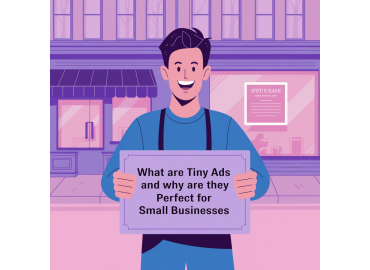 What are Tiny Ads
and why are they
Perfect for
Small Businesses